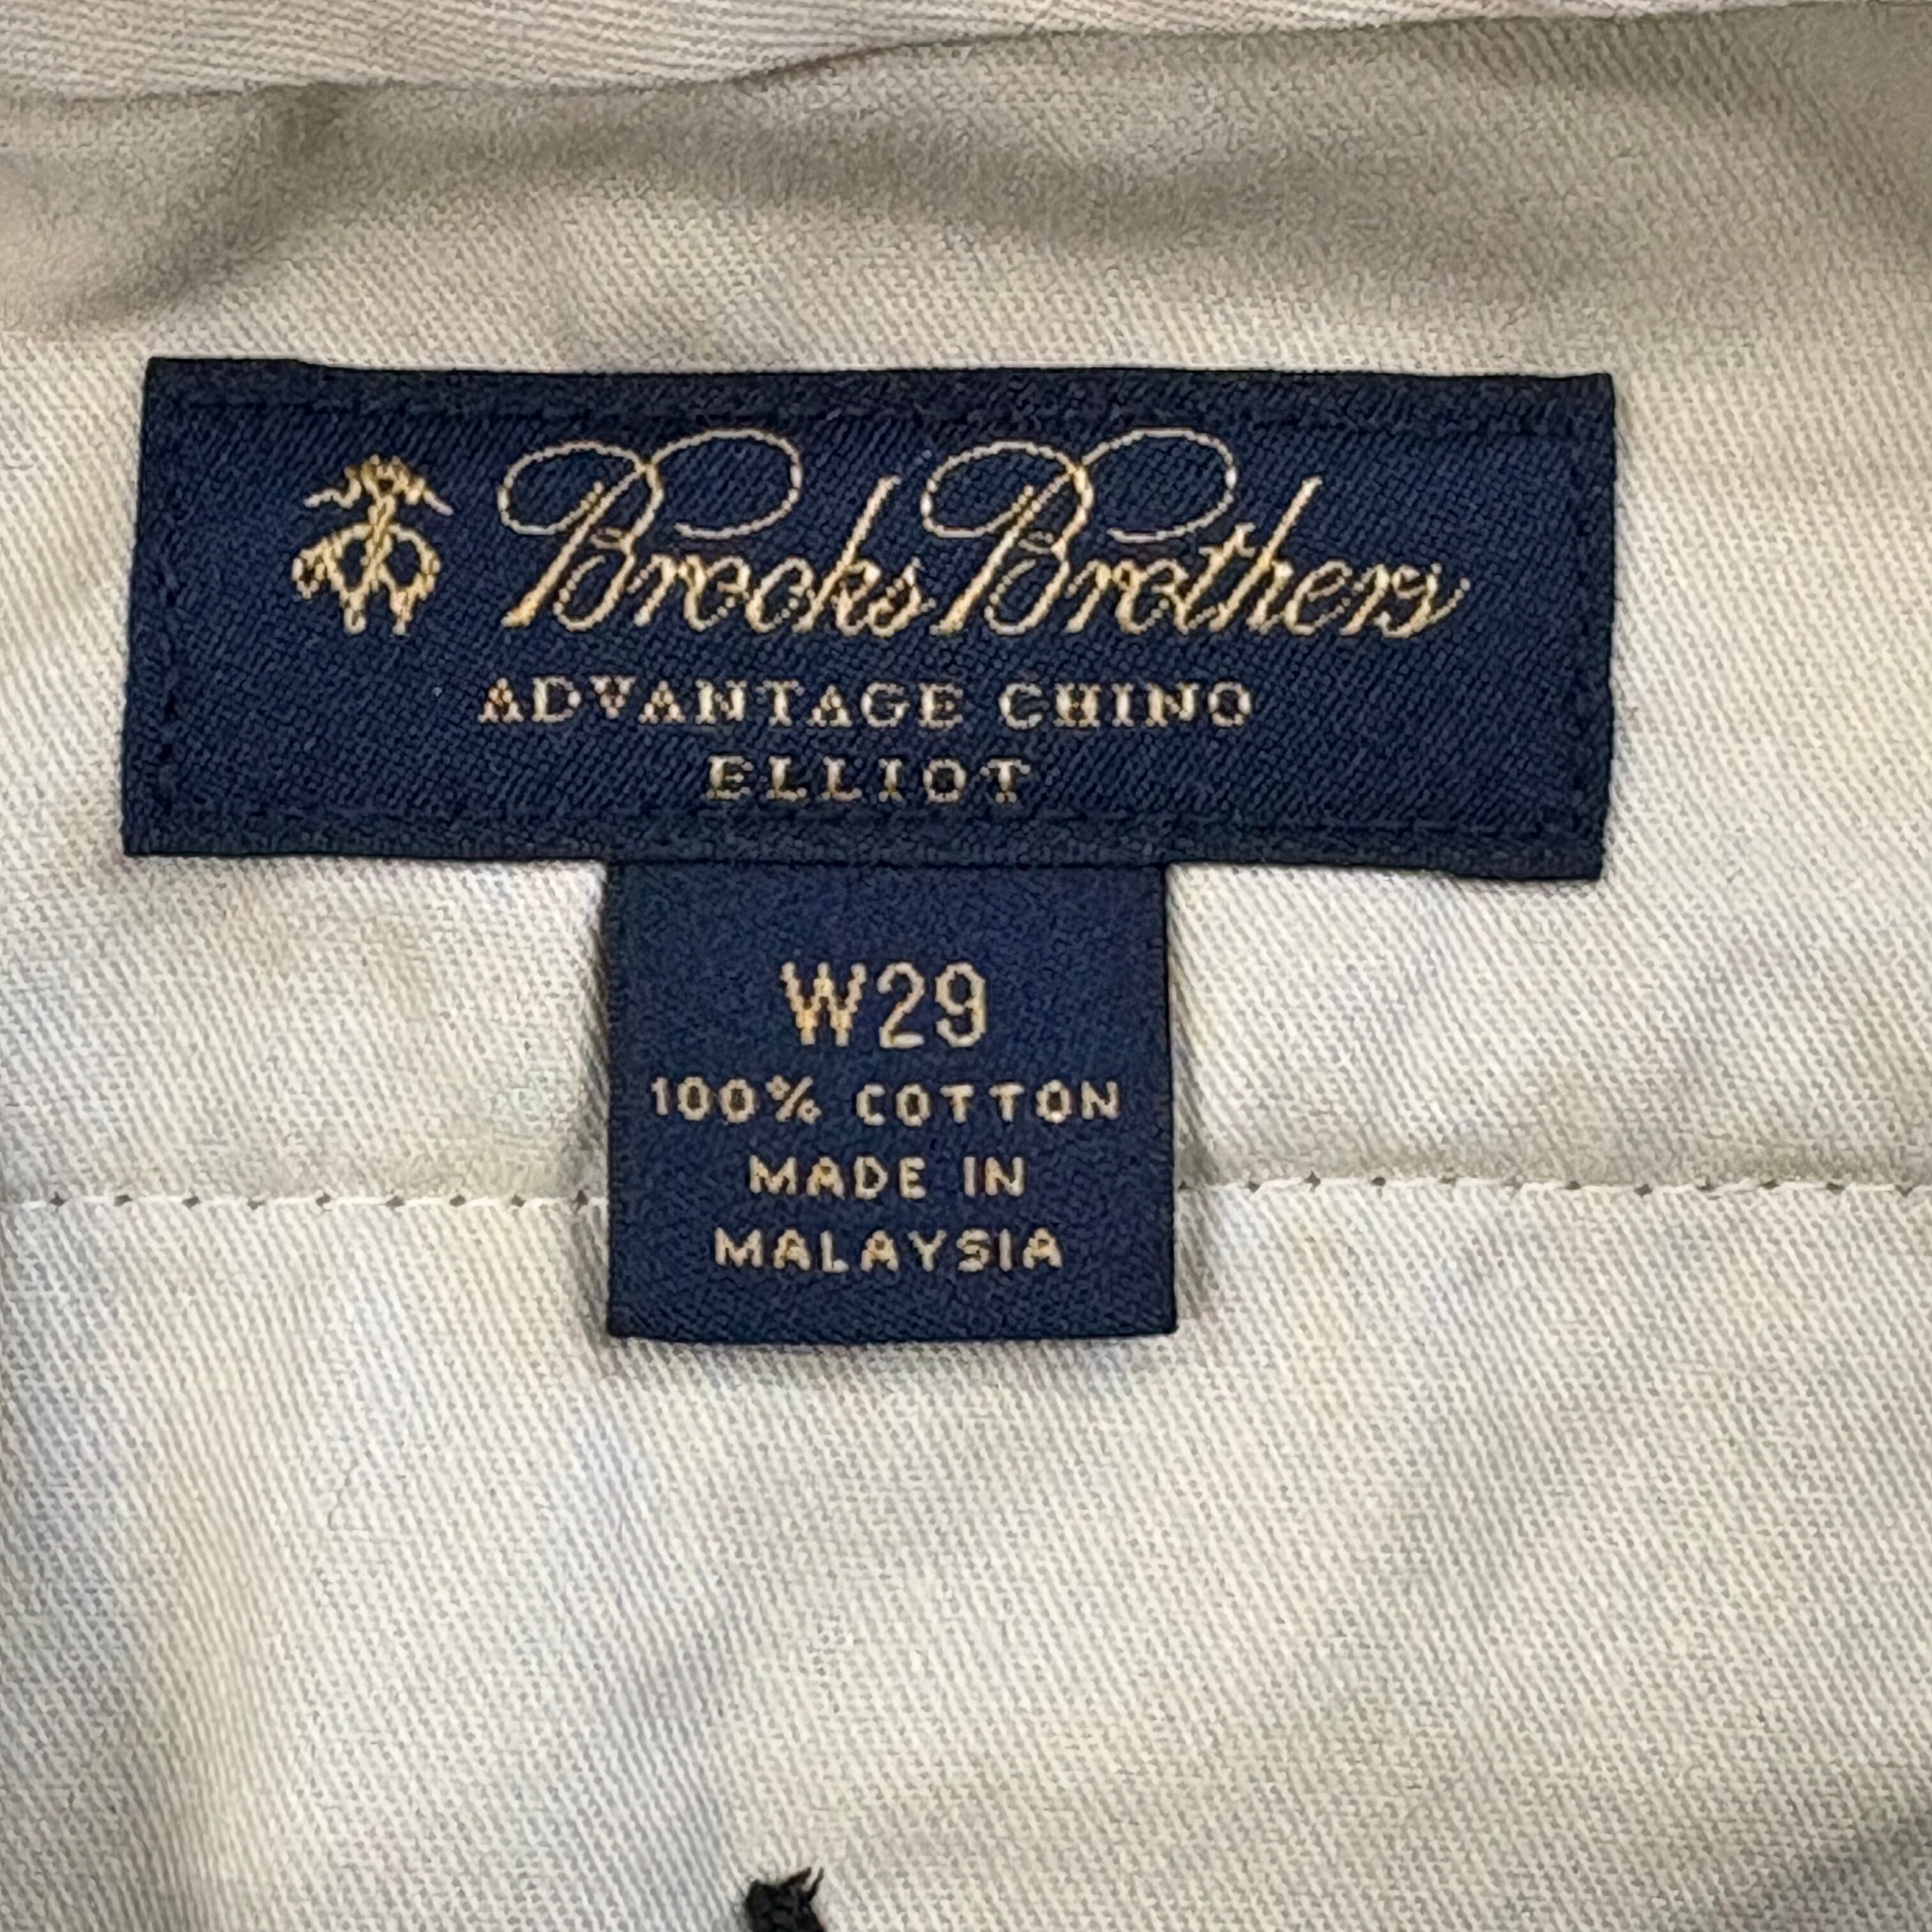 Brooks Brothers
ADVANTAGE CHINO
ELLIOT
W29
100% COTTON
MADE IN
MALAYSIA